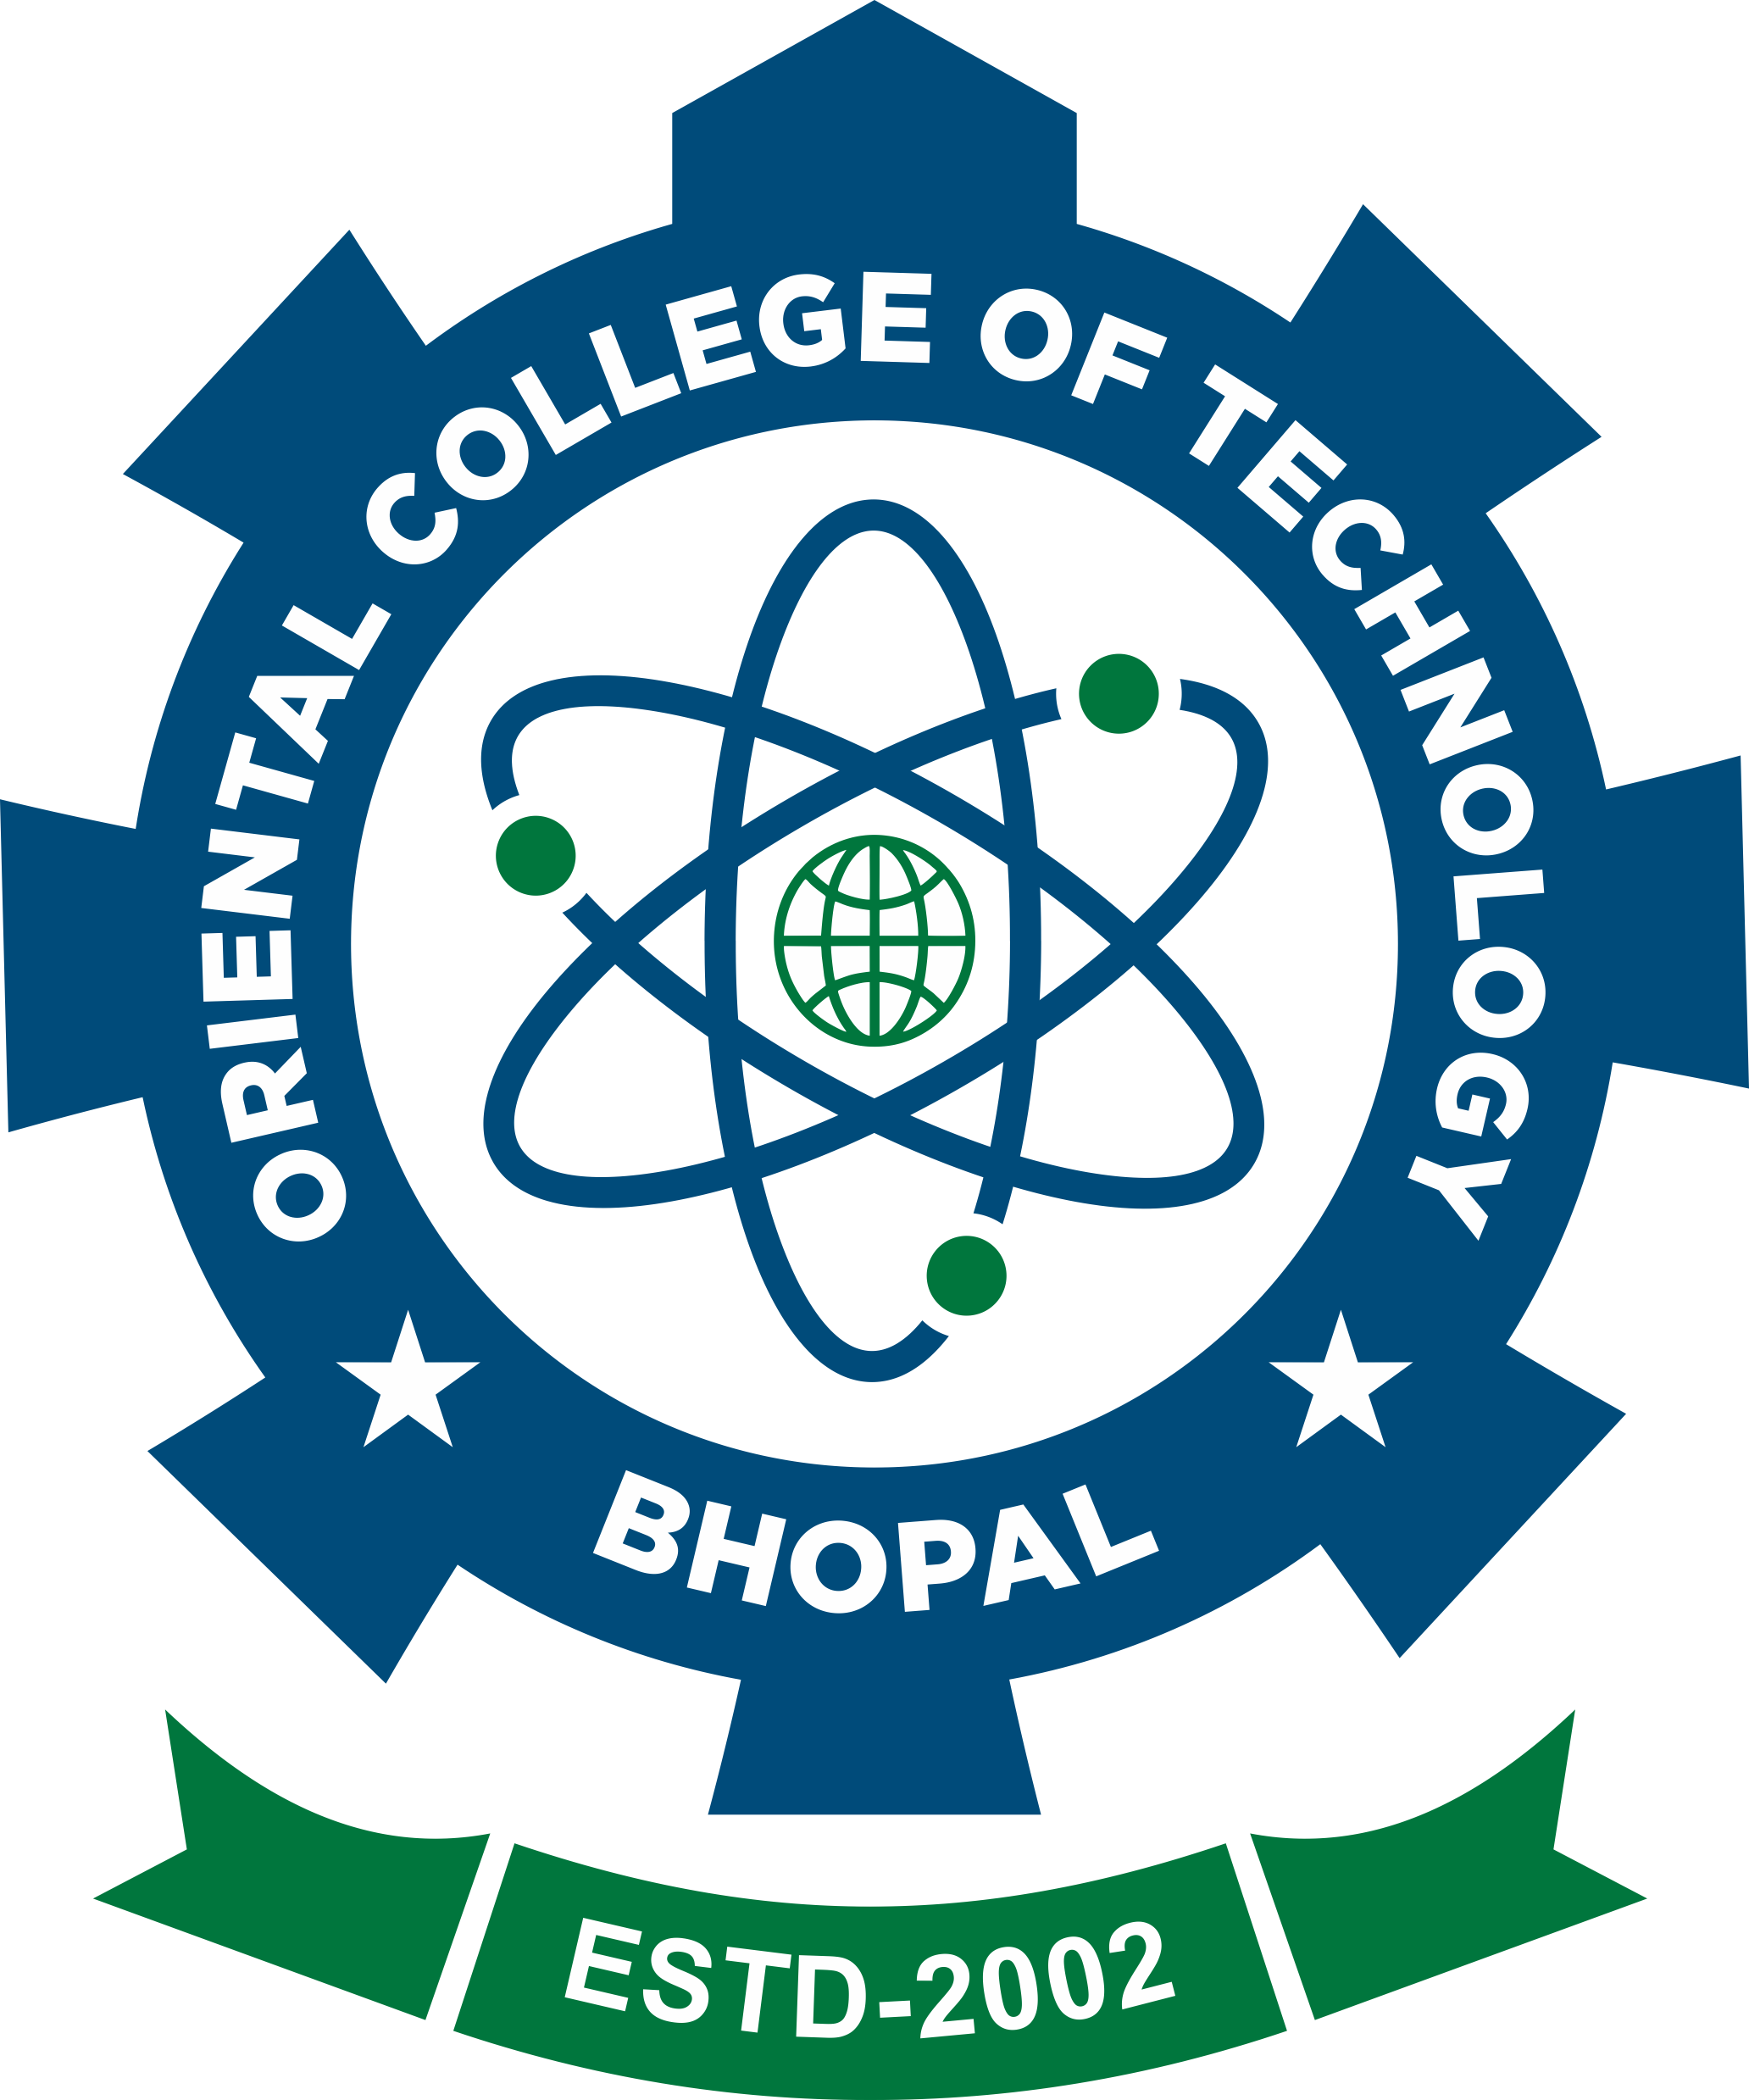 ORIENTAL COLLEGE OF TECHNOLOGY
BHOPAL
ESTD-2002